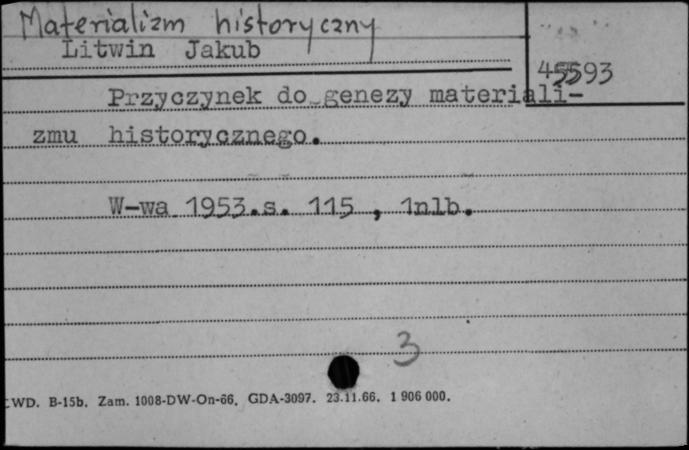 Materializm historyczny
Litwin Jakub
45593
Przyczynek do genezy materiali-
zmu historycznego.
W-wa 1953.s. 115 , 1nlb.
3
WD. B-15b. Zam. 1008-DW-On-66. GDA-3097. 23.11.66. 1 906 000.